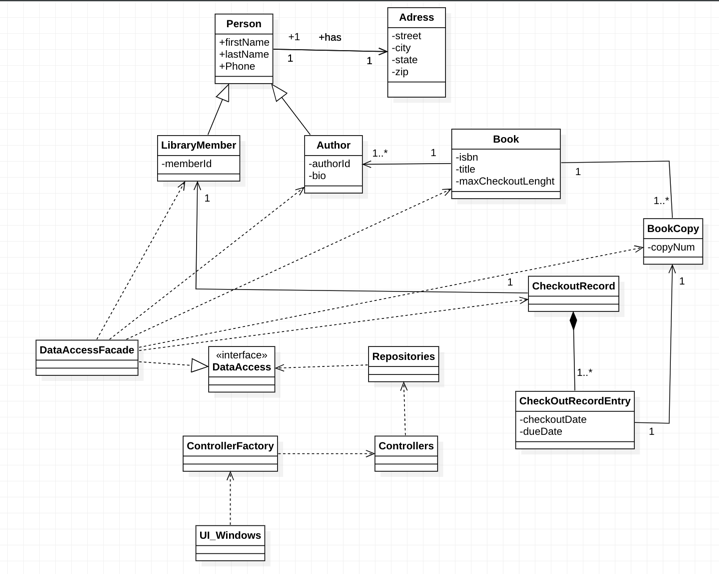 Person
+firstName
+lastName
+Phone
+1
+has
1
1
Adress
-street
-city
-state
-zip
LibraryMember
-memberId
1
Author
-authorId
-bio
1..*
1
Book
-isbn
-title
-maxCheckoutLenght
1
1..*
BookCopy
-copyNum
1
1
CheckoutRecord
DataAccessFacade
«interface»
DataAccess
Repositories
1..*
CheckOutRecordEntry
-checkoutDate
-dueDate
1
ControllerFactory
Controllers
UI_Windows